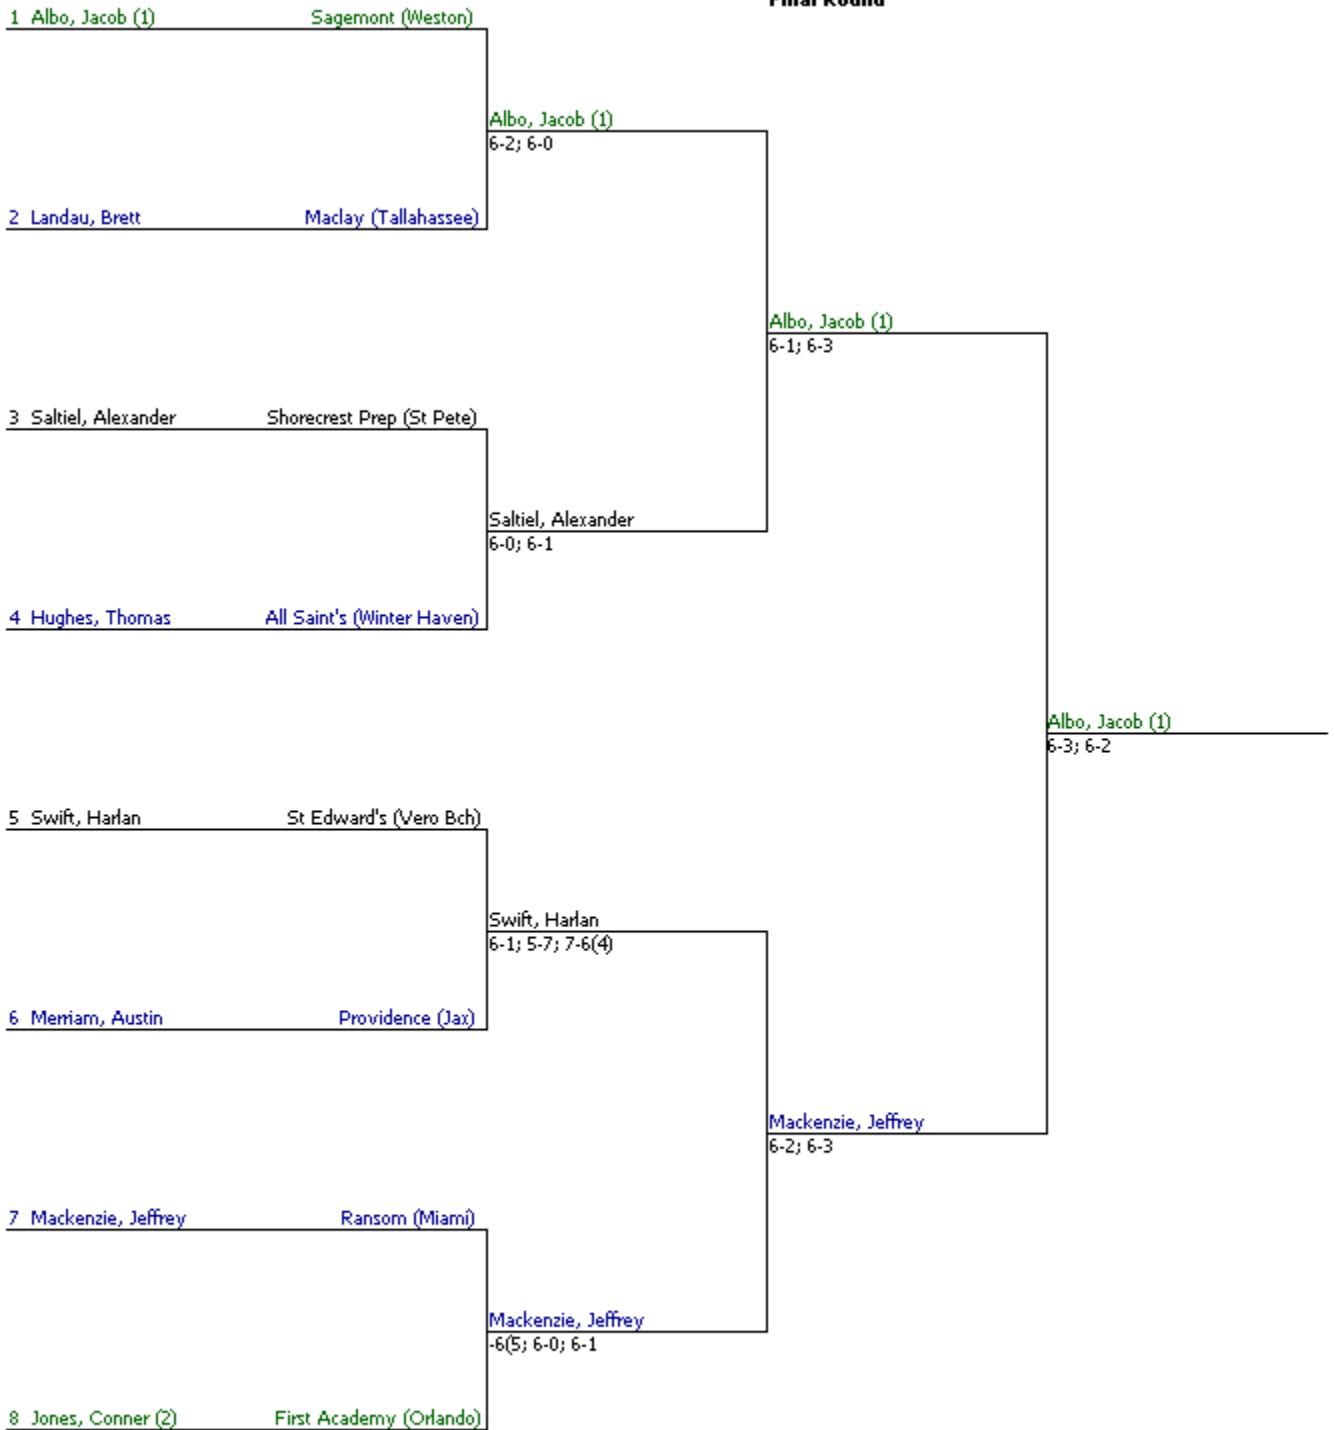 Final Round
1 Albo, Jacob (1) Sagemont (Weston)
Albo, Jacob (1)
6-2; 6-0
2 Landau, Brett Maclay (Tallahassee)
Albo, Jacob (1)
6-1; 6-3
3 Saltiel, Alexander Shorecrest Prep (St Pete)
Saltiel, Alexander
6-0; 6-1
4 Hughes, Thomas All Saint's (Winter Haven)
Albo, Jacob (1)
6-3; 6-2
5 Swift, Harlan St Edward's (Vero Bch)
Swift, Harlan
6-1; 5-7; 7-6(4)
6 Merriam, Austin Providence (Jax)
Mackenzie, Jeffrey
6-2; 6-3
7 Mackenzie, Jeffrey Ransom (Miami)
Mackenzie, Jeffrey
-6(5; 6-0; 6-1
8 Jones, Conner (2) First Academy (Orlando)